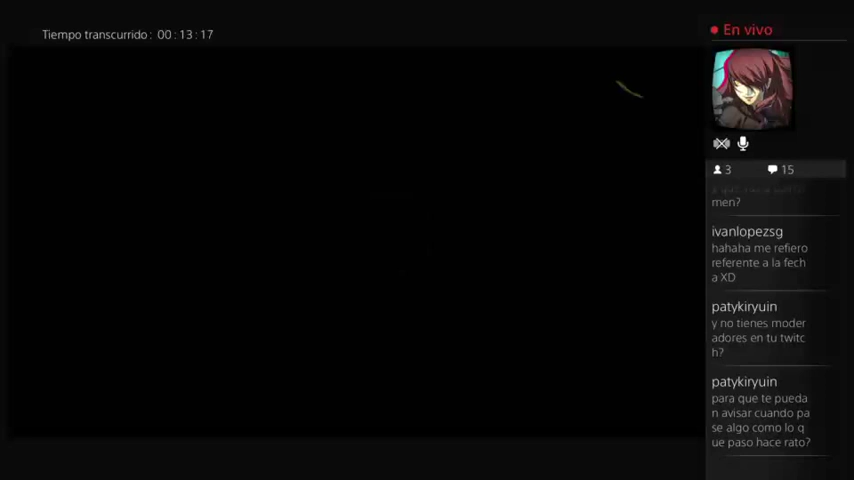 Tiempo transcurrido: 00:13:17
En vivo
3 15
men?
ivanlopezsg
hahaha me refiero
referente a la fech
a XD
patykiryuin
y no tienes moder
adores en tu twitc
h?
patykiryuin
para que te pueda
n avisar cuando pa
se algo como lo q
ue paso hace rato?